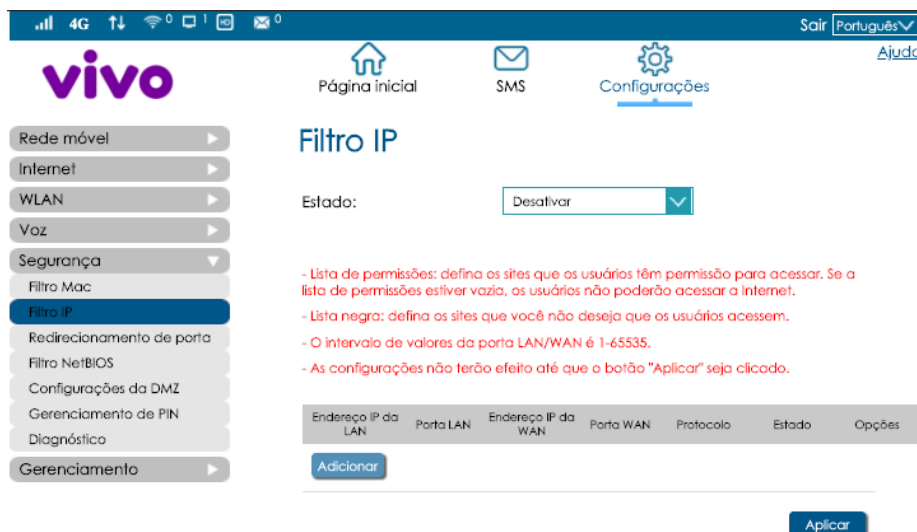 4G 0 1 HD 0 Sair Português
Ajuda
vivo
Página inicial
SMS
Configurações
Rede móvel
Internet
WLAN
Voz
Segurança
Filtro Mac
Filtro IP
Redirecionamento de porta
Filtro NetBIOS
Configurações da DMZ
Gerenciamento de PIN
Diagnóstico
Gerenciamento
Filtro IP
Estado: Desativar
- Lista de permissões: defina os sites que os usuários têm permissão para acessar. Se a
lista de permissões estiver vazia, os usuários não poderão acessar a Internet.
- Lista negra: defina os sites que você não deseja que os usuários acessem.
- O intervalo de valores da porta LAN/WAN é 1-65535.
- As configurações não terão efeito até que o botão "Aplicar" seja clicado.
Endereço IP da
LAN
Porta LAN
Endereço IP da
WAN
Porta WAN
Protocolo
Estado
Opções
Adicionar
Aplicar